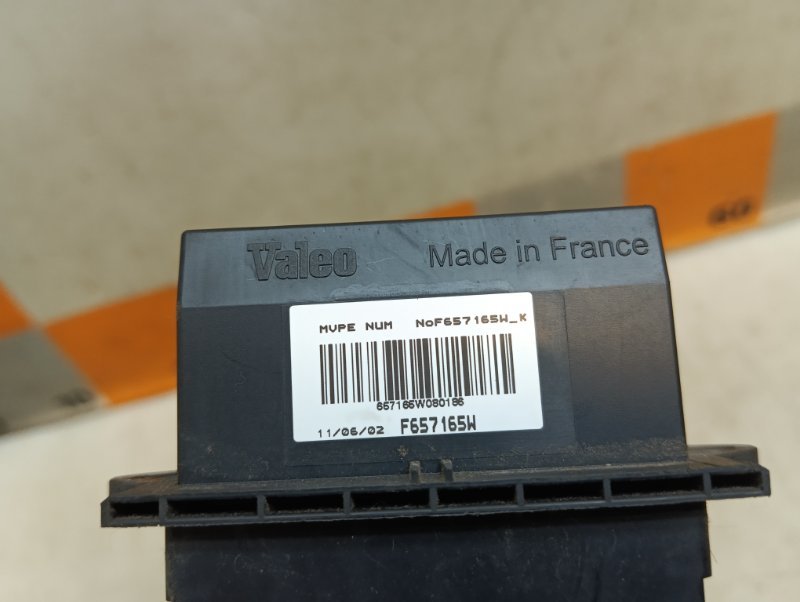 Valeo Made in France
MVPE NUM NoF657165W_K
657165W080186
11/06/02 F657165W